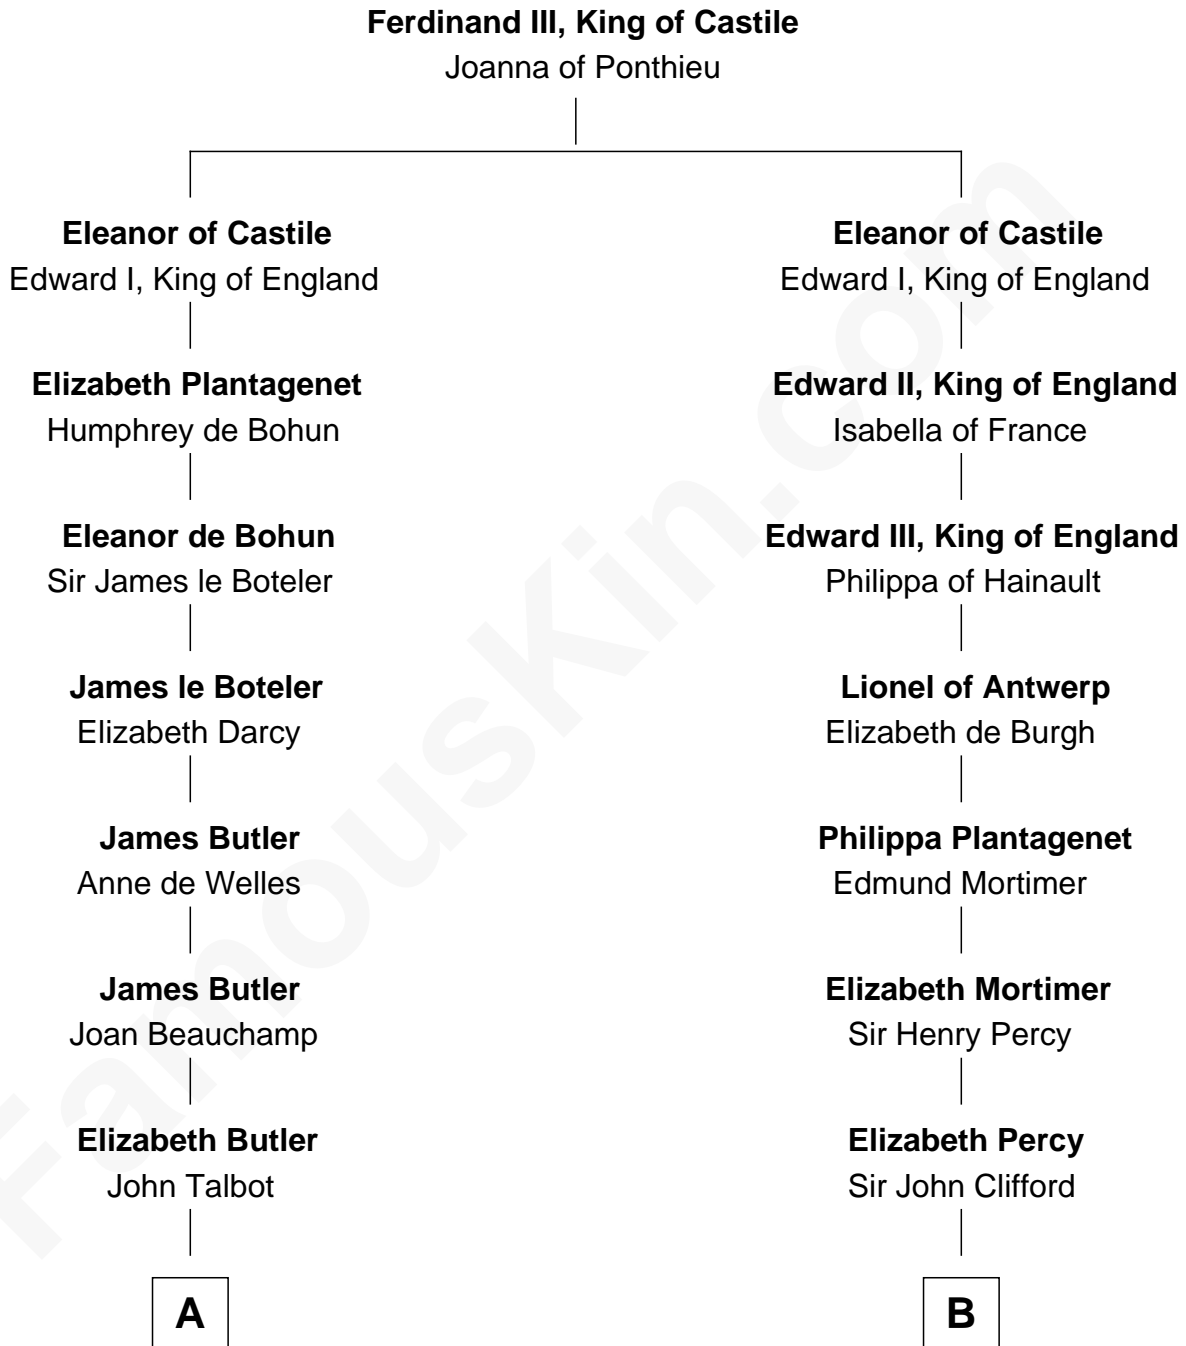 Ferdinand III, King of Castile
Joanna of Ponthieu
Eleanor of Castile
Edward I, King of England
Elizabeth Plantagenet
Humphrey de Bohun
Eleanor de Bohun
Sir James le Boteler
James le Boteler
Elizabeth Darcy
James Butler
Anne de Welles
James Butler
Joan Beauchamp
Elizabeth Butler
John Talbot
A
Eleanor of Castile
Edward I, King of England
Edward II, King of England
Isabella of France
Edward III, King of England
Philippa of Hainault
Lionel of Antwerp
Elizabeth de Burgh
Philippa Plantagenet
Edmund Mortimer
Elizabeth Mortimer
Sir Henry Percy
Elizabeth Percy
Sir John Clifford
B
FamousKin.com